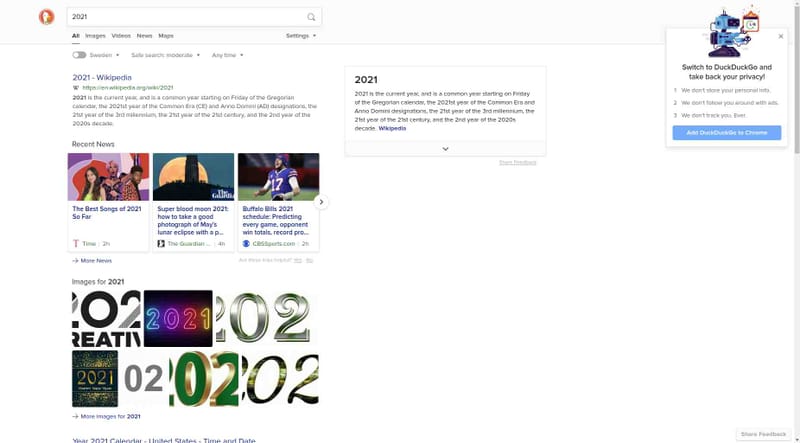 2021
All Images Videos News Maps Settings
Sweden Safe search: moderate Any time
2021 - Wikipedia
https://en.wikipedia.org/wiki/2021
2021 is the current year, and is a common year starting on Friday of the Gregorian
calendar, the 2021st year of the Common Era (CE) and Anno Domini (AD) designations, the
21st year of the 3rd millennium, the 21st year of the 21st century, and the 2nd year of the
2020s decade.
Recent News
The Guardia
The Best Songs of 2021
So Far
Time 2h
Super blood moon 2021:
how to take a good
photograph of May's
lunar eclipse with a p...
The Guardian ... 4h
17
Buffalo Bills 2021
schedule: Predicting
every game, opponent
win totals, record pro...
CBSSports.com 2h
→ More News
Are these links helpful? Yes No
Images for 2021
202
REATIV
2021
202
2021
02
202
202
→ More Images for 2021
Year 2021 Calendar - United States - Time and Date
2021
2021 is the current year, and is a common year starting on Friday
of the Gregorian calendar, the 2021st year of the Common Era and
Anno Domini designations, the 21st year of the 3rd millennium, the
21st year of the 21st century, and the 2nd year of the 2020s
decade. Wikipedia
Share Feedback
Switch to DuckDuckGo and
take back your privacy!
1 We don't store your personal info.
2 We don't follow you around with ads.
3 We don't track you. Ever.
Add DuckDuckGo to Chrome
Share Feedback